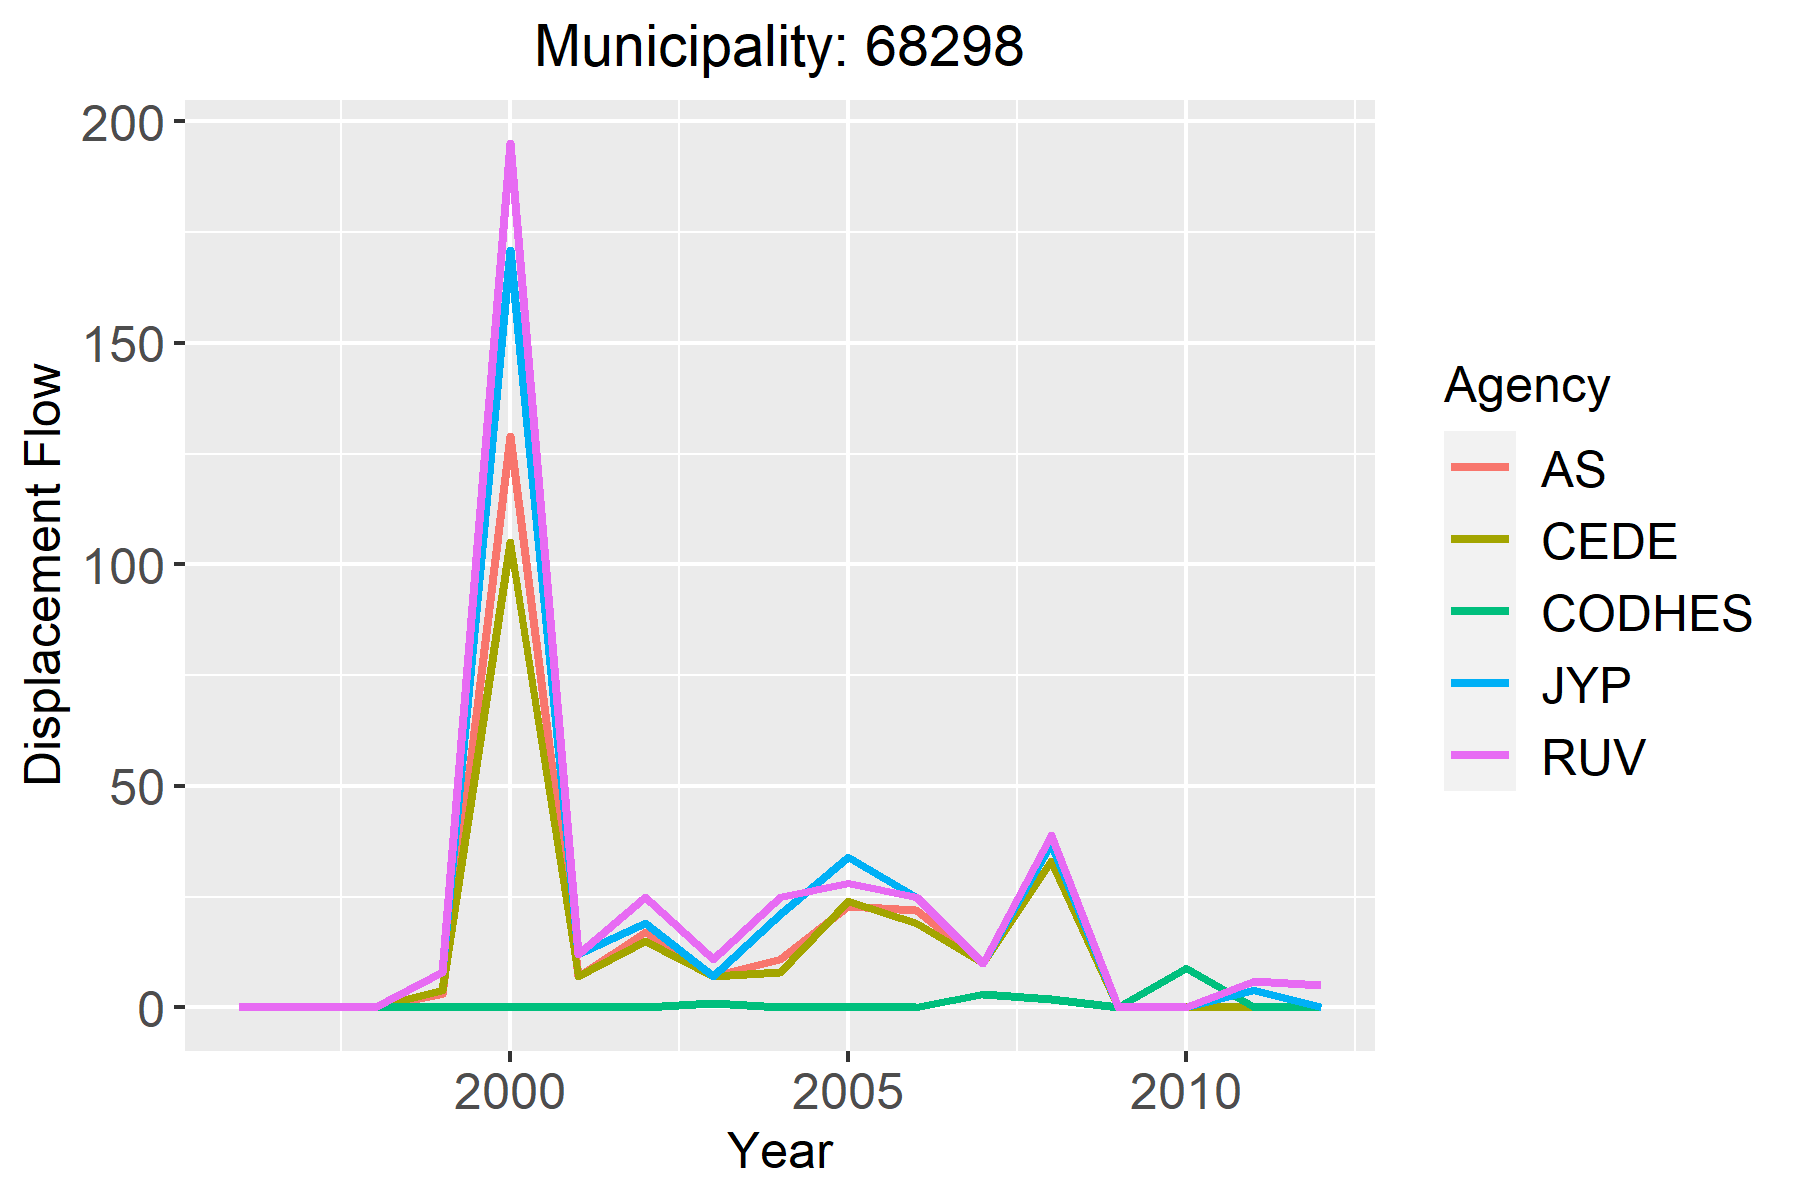 Municipality: 68298
200
150
100
50
0
Displacement Flow
2000 2005 2010
Year
Agency
AS
CEDE
CODHES
JYP
RUV